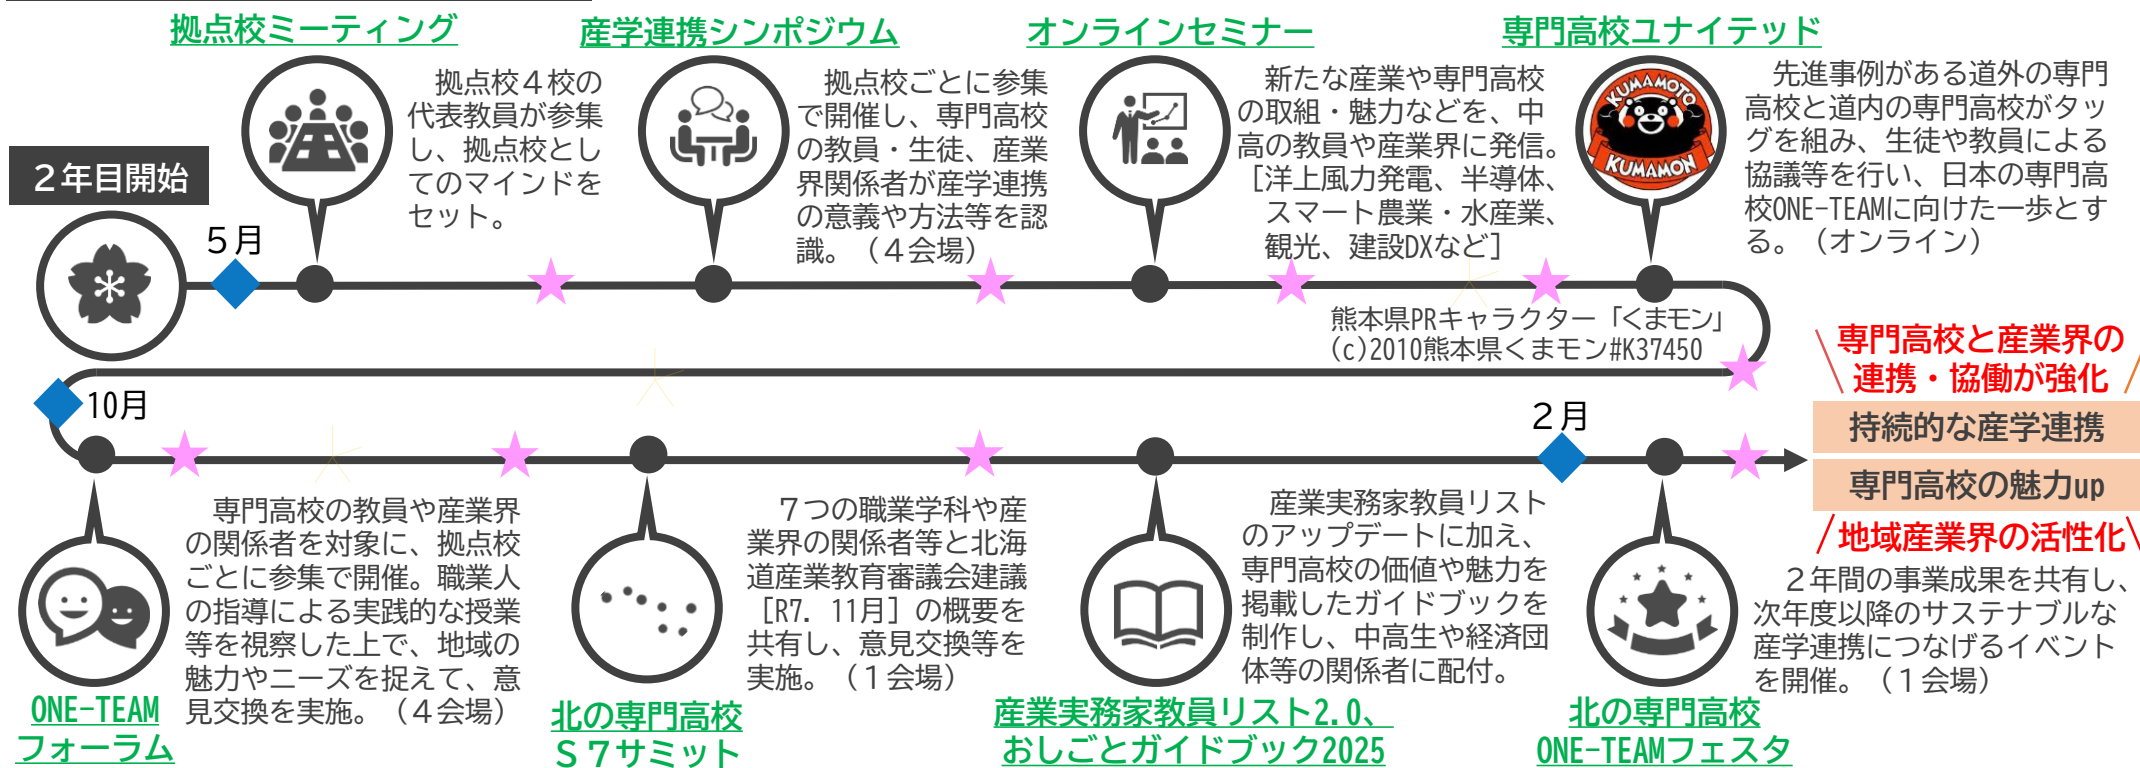 拠点校ミーティング
拠点校４校の
代表教員が参集
し、拠点校とし
てのマインドを
セット。
産学連携シンポジウム
拠点校ごとに参集
で開催し、専門高校
の教員・生徒、産業
界関係者が産学連携
の意義や方法等を認
識。（４会場）
オンラインセミナー
新たな産業や専門高校
の取組・魅力などを、中
高の教員や産業界に発信。
［洋上風力発電、半導体、
スマート農業・水産業、
観光、建設DXなど］
専門高校ユナイテッド
KUMAMOTO
KUMAMON
先進事例がある道外の専門
高校と道内の専門高校がタッ
グを組み、生徒や教員による
協議等を行い、日本の専門高
校ONE-TEAMに向けた一歩とす
る。（オンライン）
２年目開始
５月
熊本県PRキャラクター「くまモン」
(c)2010熊本県くまモン#K37450
10月
２月
専門高校と産業界の
連携・協働が強化
持続的な産学連携
専門高校の魅力up
地域産業界の活性化
専門高校の教員や産業界
の関係者を対象に、拠点校
ごとに参集で開催。職業人
の指導による実践的な授業
等を視察した上で、地域の
魅力やニーズを捉えて、意
見交換を実施。（４会場）
ONE-TEAM
フォーラム
７つの職業学科や産
業界の関係者等と北海
道産業教育審議会建議
［R7. 11月］の概要を
共有し、意見交換等を
実施。（１会場）
北の専門高校
Ｓ７サミット
産業実務家教員リスト
のアップデートに加え、
専門高校の価値や魅力を
掲載したガイドブックを
制作し、中高生や経済団
体等の関係者に配付。
産業実務家教員リスト2.0、
おしごとガイドブック2025
２年間の事業成果を共有し、
次年度以降のサステナブルな
産学連携につなげるイベント
を開催。（１会場）
北の専門高校
ONE-TEAMフェスタ